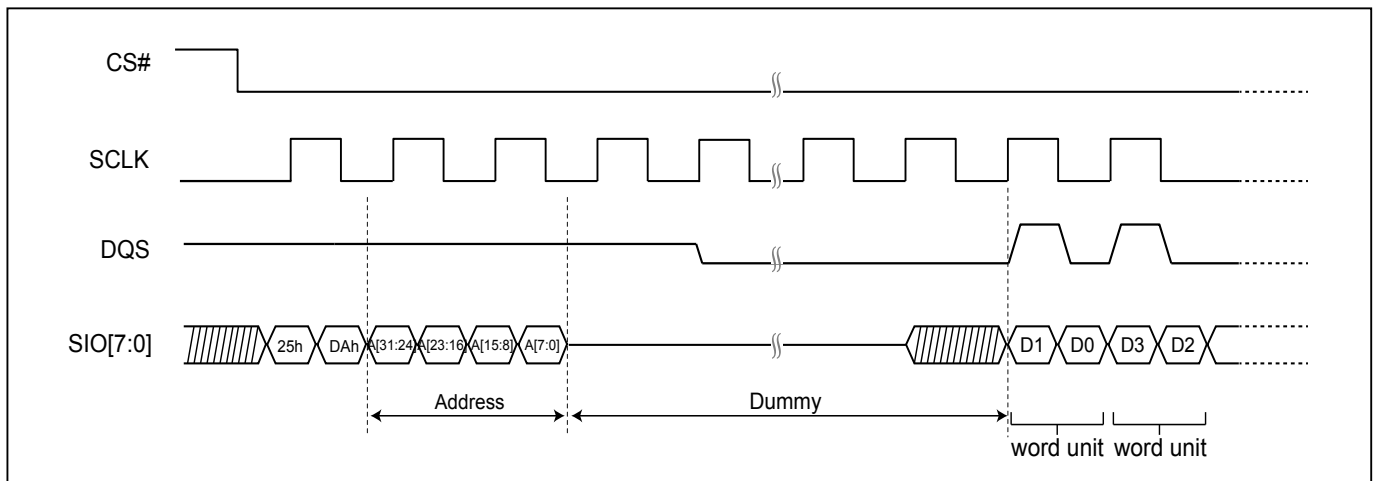 CS#
SCLK
DQS
SIO[7:0]
25h DAh A[31:24] A[23:16] A[15:8] A[7:0] D1 D0 D3 D2
Address Dummy
word unit word unit